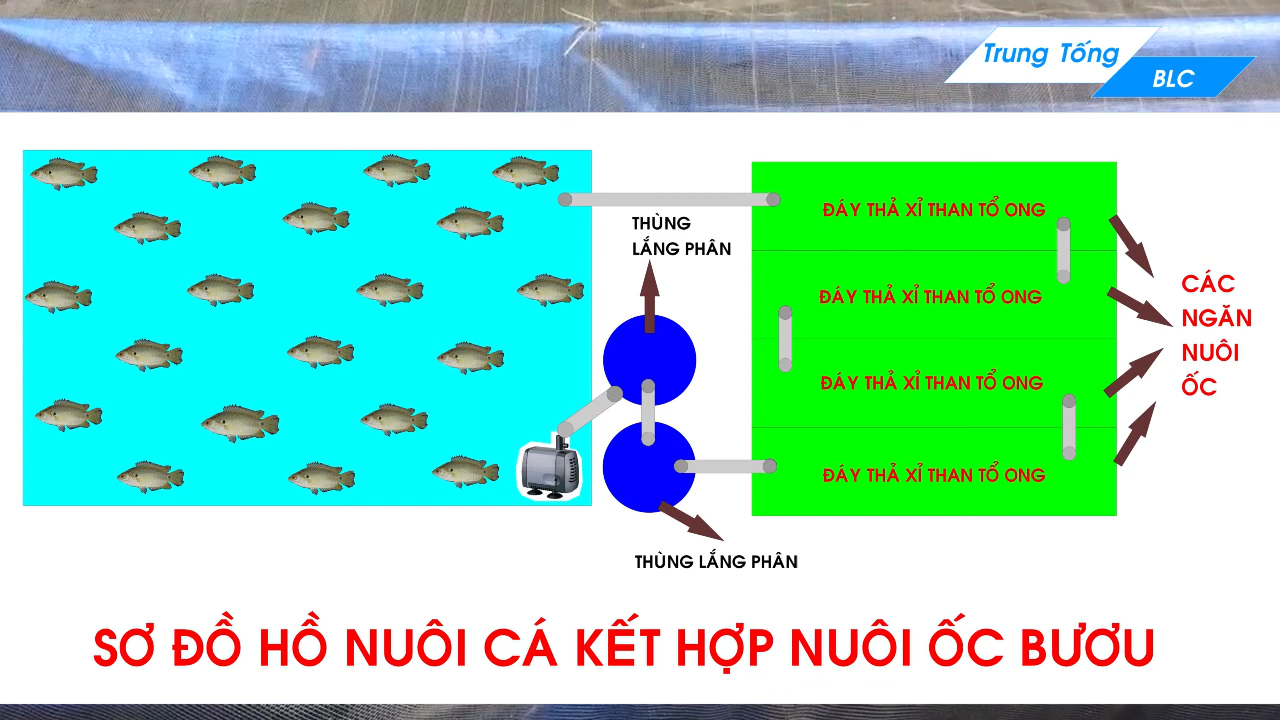 Trung Tống
BLC
THÙNG
LẮNG PHÂN
ĐÁY THẢ XỈ THAN TỔ ONG
ĐÁY THẢ XỈ THAN TỔ ONG
ĐÁY THẢ XỈ THAN TỔ ONG
ĐÁY THẢ XỈ THAN TỔ ONG
CÁC
NGĂN
NUÔI
ỐC
THÙNG LẮNG PHÂN
SƠ ĐỒ HỒ NUÔI CÁ KẾT HỢP NUÔI ỐC BƯƠU